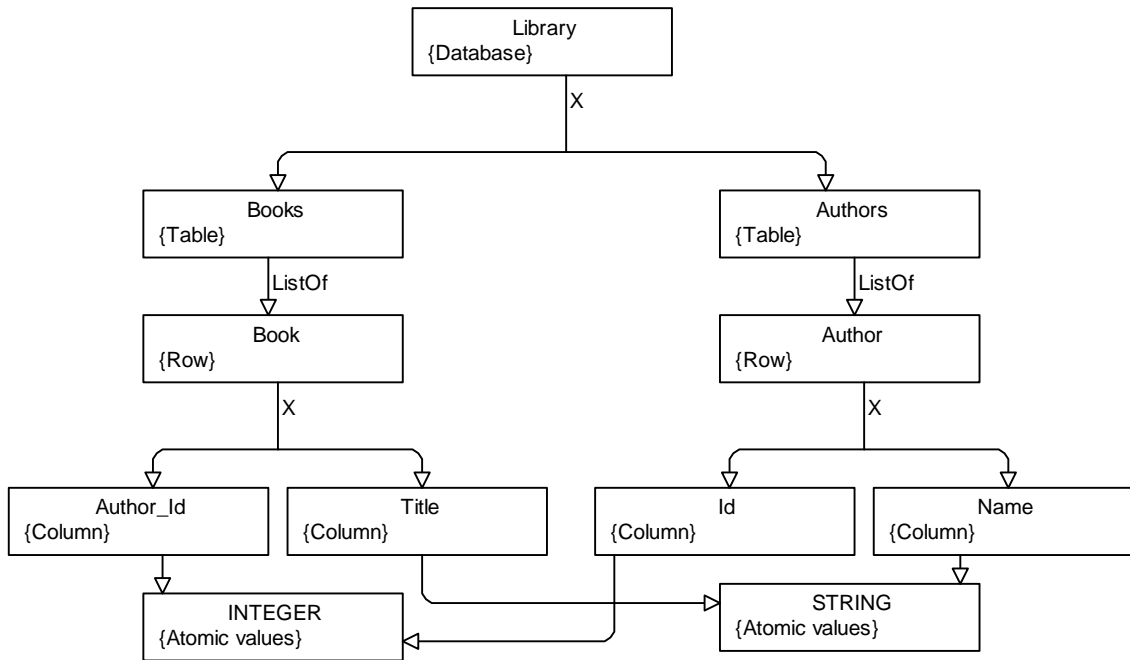 Library
{Database}
X
Books
{Table}
Authors
{Table}
ListOf
ListOf
Book
{Row}
Author
{Row}
X
X
Author_Id
{Column}
Title
{Column}
Id
{Column}
Name
{Column}
INTEGER
{Atomic values}
STRING
{Atomic values}